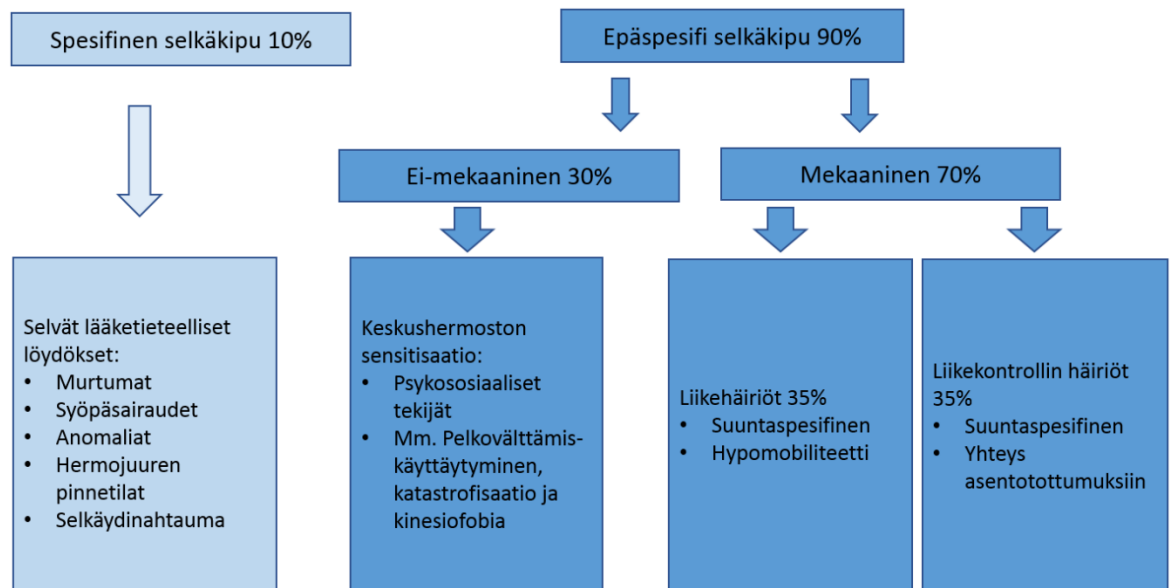 Spesifinen selkäkipu 10%
Epäspesifi selkäkipu 90%
Ei-mekaaninen 30%
Mekaaninen 70%
Selvät lääketieteelliset
löydökset:
• Murtumat
• Syöpäsairaudet
• Anomaliat
• Hermojuuren
pinnetilat
• Selkäydinahtauma
Keskushermoston
sensitisaatio:
• Psykososiaaliset
tekijät
• Mm. Pelkovälttämis-
käyttäytyminen,
katastrofisaatio ja
kinesiofobia
Liikehäiriöt 35%
• Suuntaspesifinen
• Hypomobiliteetti
Liikekontrollin häiriöt
35%
• Suuntaspesifinen
• Yhteys
asentotottumuksiin